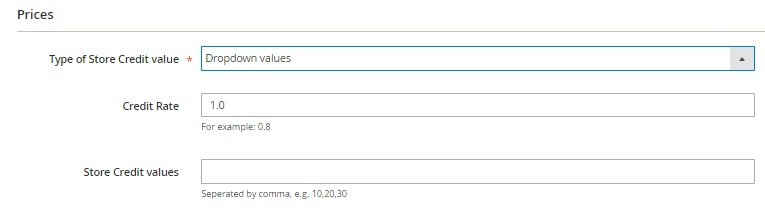 Prices
Type of Store Credit value * Dropdown values
Credit Rate 1.0
For example: 0.8
Store Credit values
Seperated by comma, e.g. 10,20,30